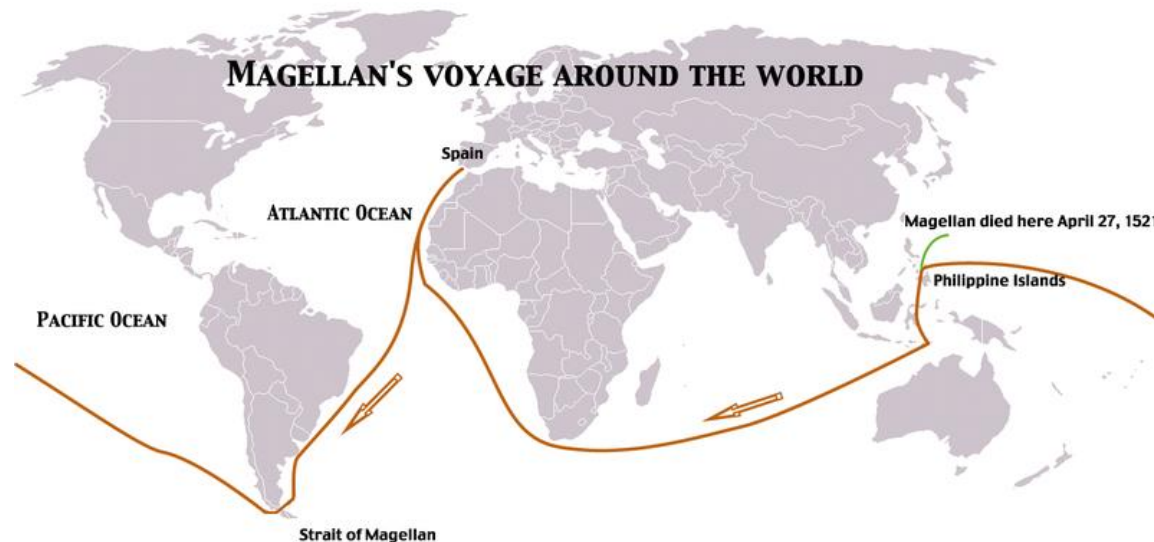 MAGELLAN'S VOYAGE AROUND THE WORLD
Spain
ATLANTIC OCEAN
Magellan died here April 27, 1521
Philippine Islands
PACIFIC OCEAN
Strait of Magellan